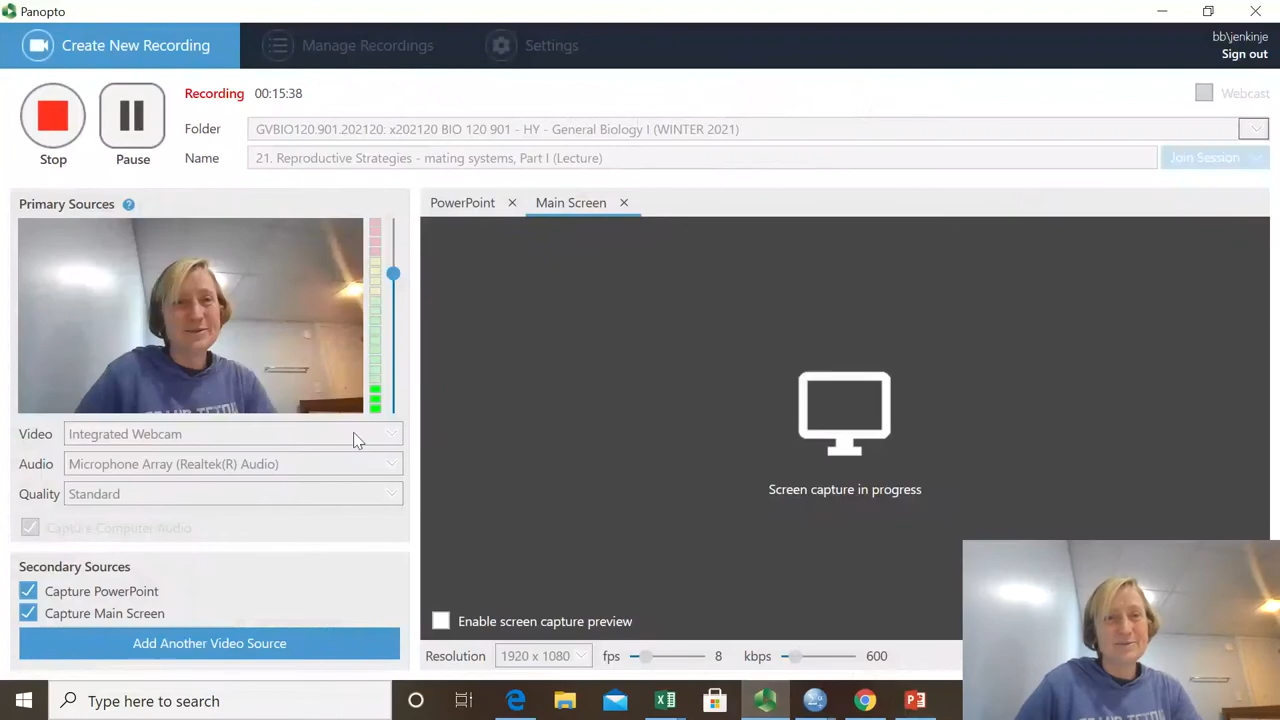 Panopto
Create New Recording
Manage Recordings
Settings
bb\jenkinje
Sign out
Recording 00:15:38
Webcast
Stop
Pause
Folder GVBIO120.901.202120: x202120 BIO 120 901 - HY - General Biology I (WINTER 2021)
Name 21. Reproductive Strategies - mating systems, Part I (Lecture)
Join Session
Primary Sources ?
Video Integrated Webcam
Audio Microphone Array (Realtek(R) Audio)
Quality Standard
Capture Computer Audio
Secondary Sources
Capture PowerPoint
Capture Main Screen
Add Another Video Source
PowerPoint
Main Screen
Screen capture in progress
Enable screen capture preview
Resolution 1920 x 1080 fps 8 kbps 600
Type here to search